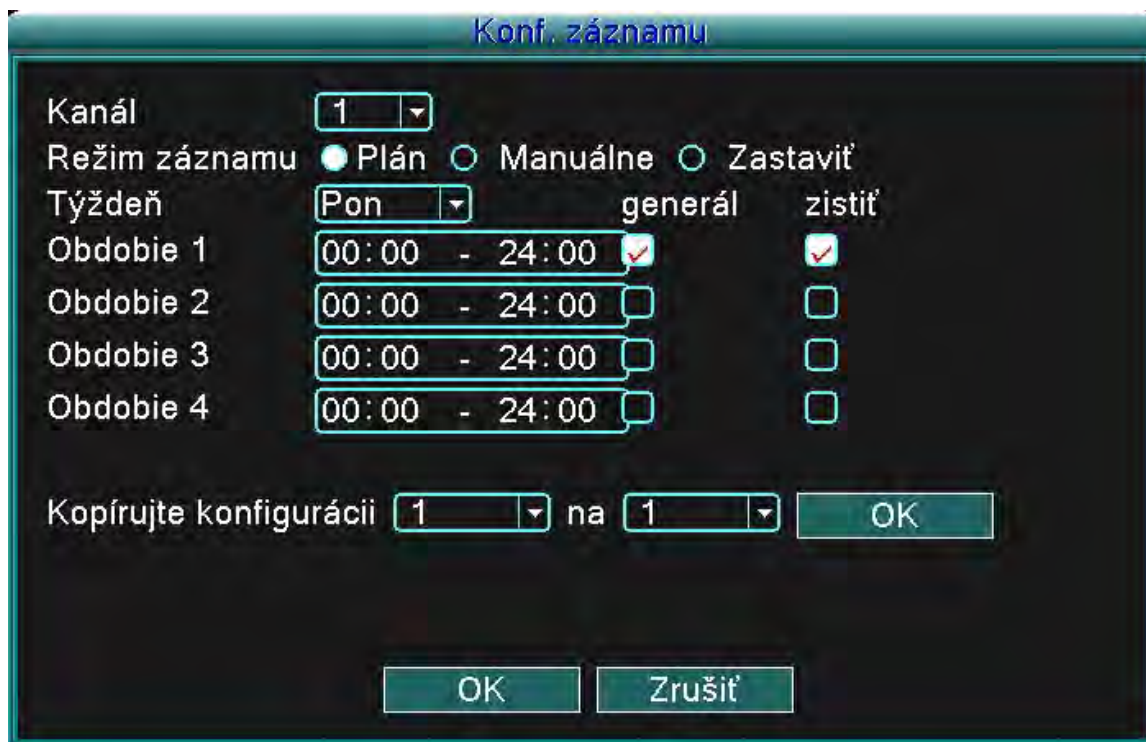 Konf. záznamu
Kanál 1
Režim záznamu Plán Manuálne Zastaviť
Týždeň Pon generál zistiť
Obdobie 1 00:00 - 24:00
Obdobie 2 00:00 - 24:00
Obdobie 3 00:00 - 24:00
Obdobie 4 00:00 - 24:00
Kopírujte konfigurácii 1 na 1 OK
OK Zrušiť